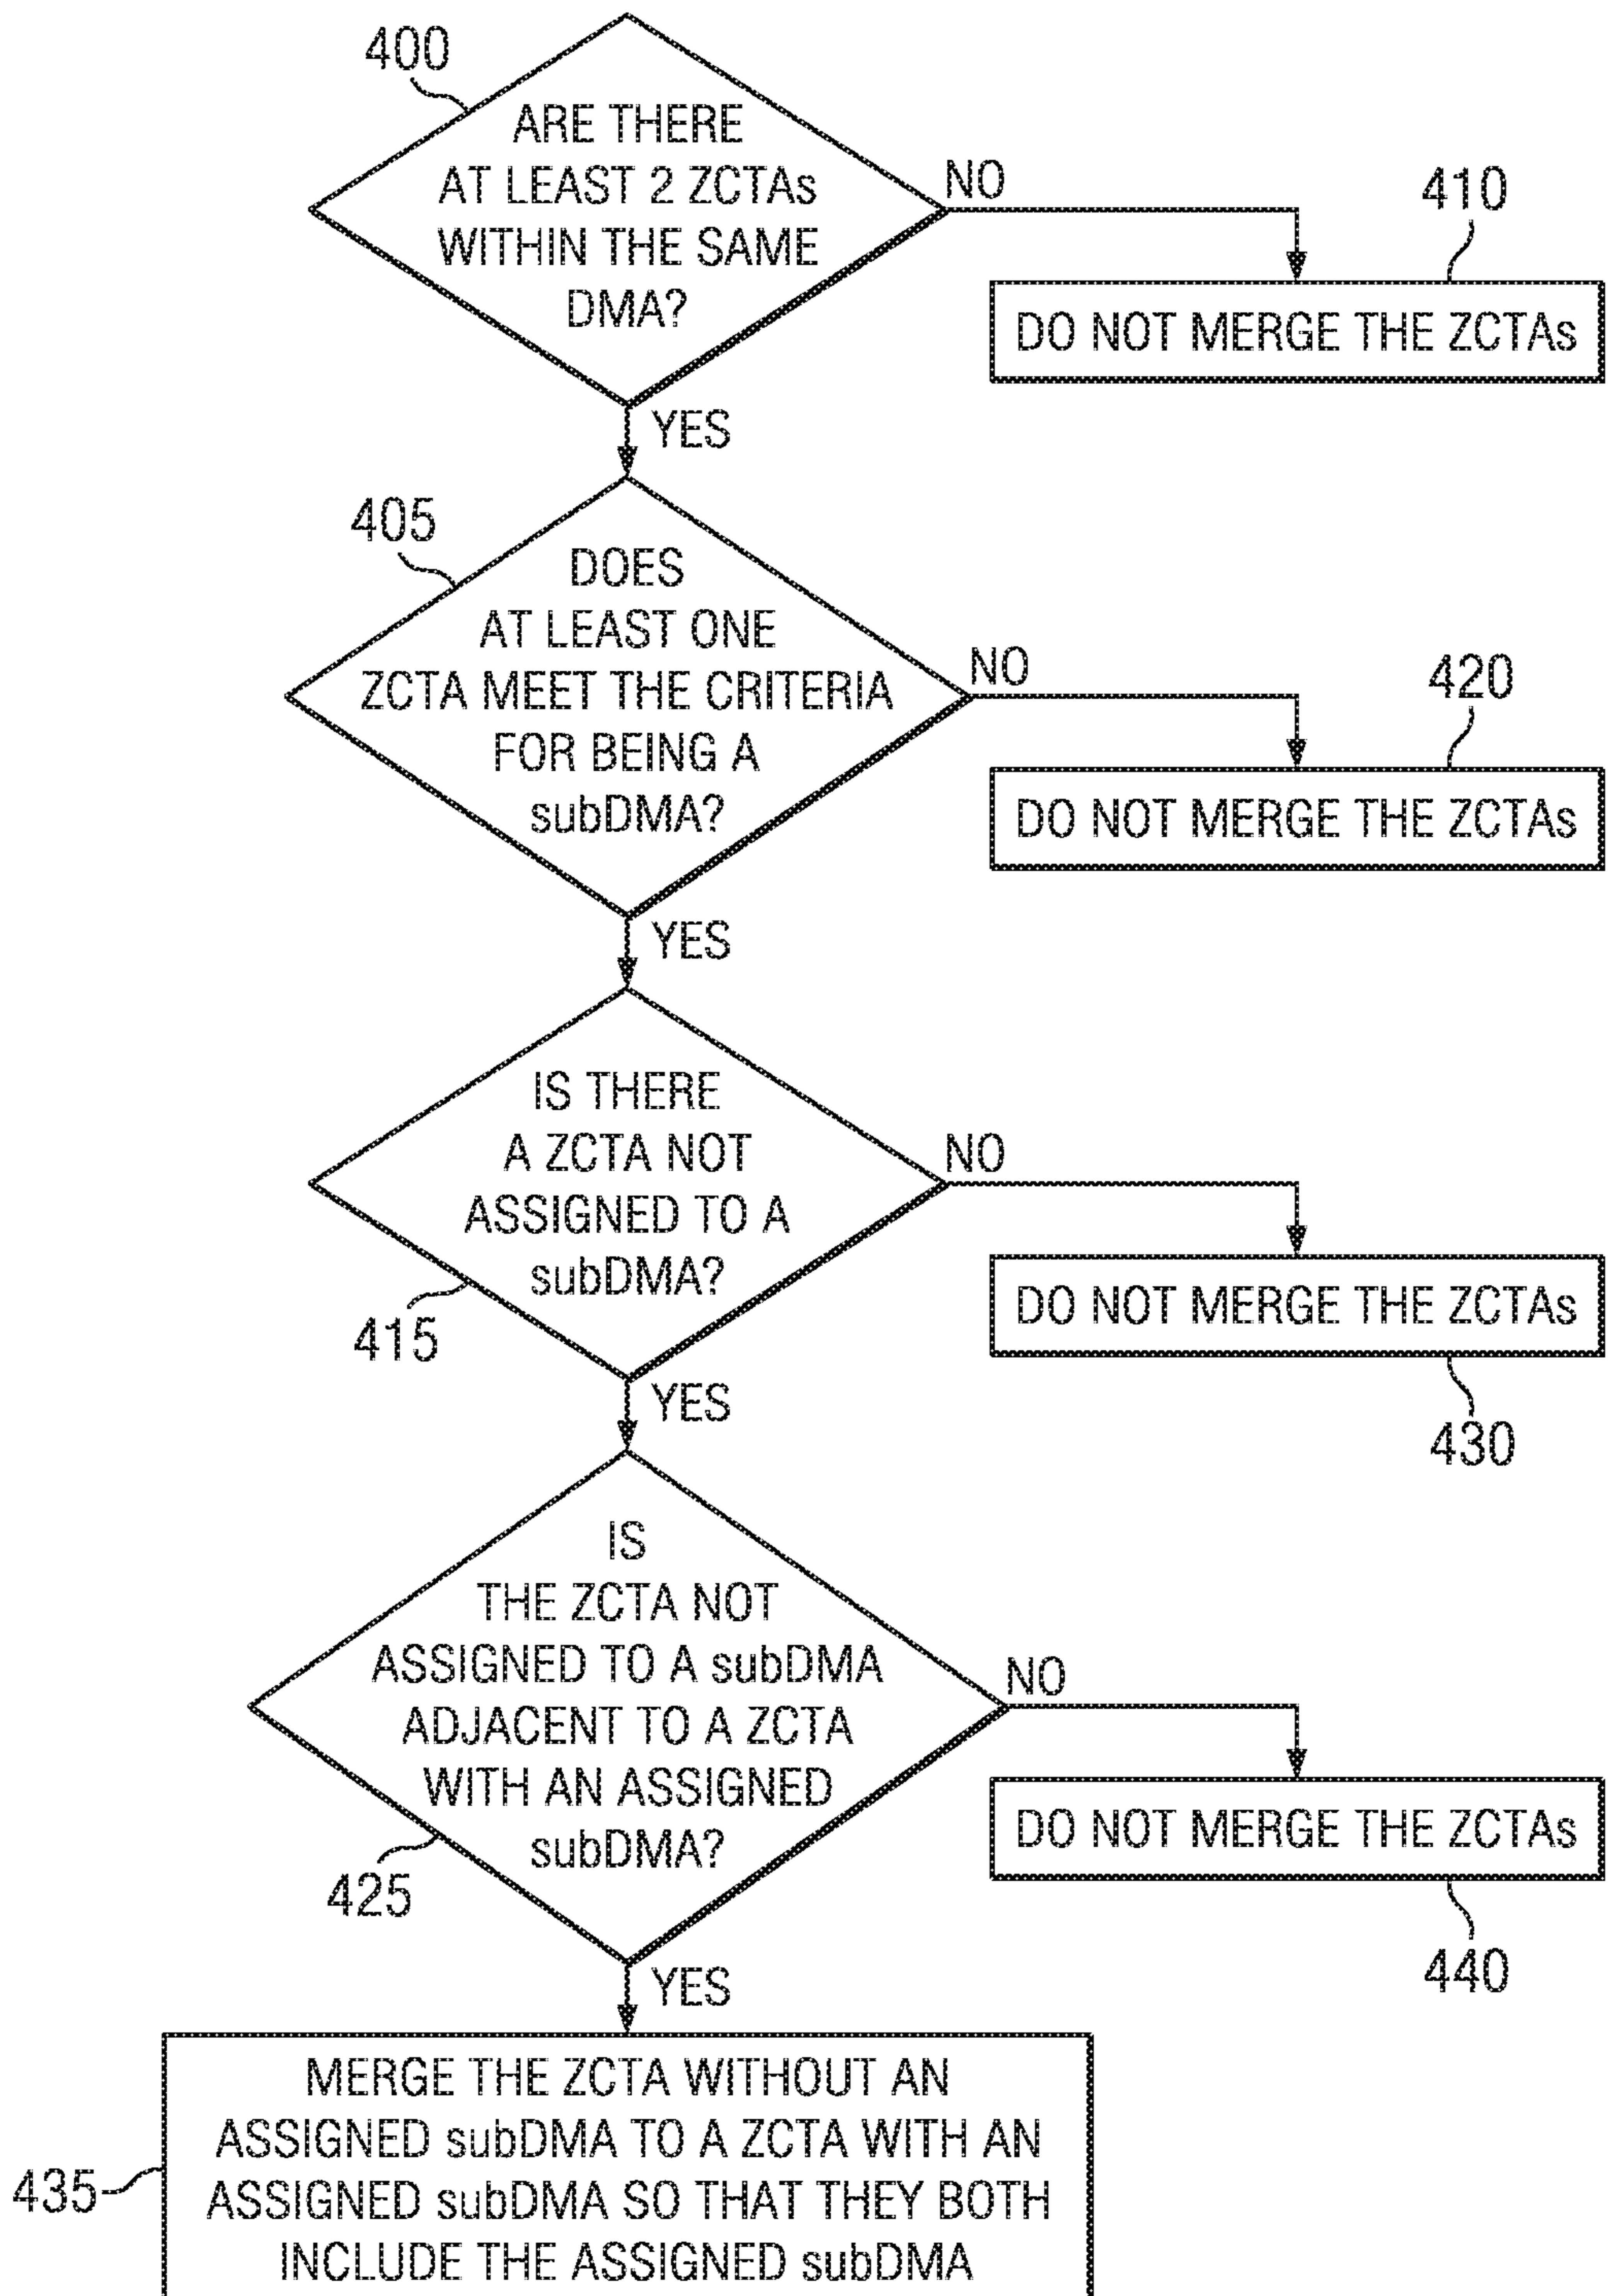 400
ARE THERE
AT LEAST 2 ZCTAs
WITHIN THE SAME
DMA?
NO
410
DO NOT MERGE THE ZCTAs
YES
405
DOES
AT LEAST ONE
ZCTA MEET THE CRITERIA
FOR BEING A
subDMA?
NO
420
DO NOT MERGE THE ZCTAs
YES
IS THERE
A ZCTA NOT
ASSIGNED TO A
subDMA?
415
NO
DO NOT MERGE THE ZCTAs
430
YES
IS
THE ZCTA NOT
ASSIGNED TO A subDMA
ADJACENT TO A ZCTA
WITH AN ASSIGNED
subDMA?
425
NO
DO NOT MERGE THE ZCTAs
440
YES
435
MERGE THE ZCTA WITHOUT AN
ASSIGNED subDMA TO A ZCTA WITH AN
ASSIGNED subDMA SO THAT THEY BOTH
INCLUDE THE ASSIGNED subDMA